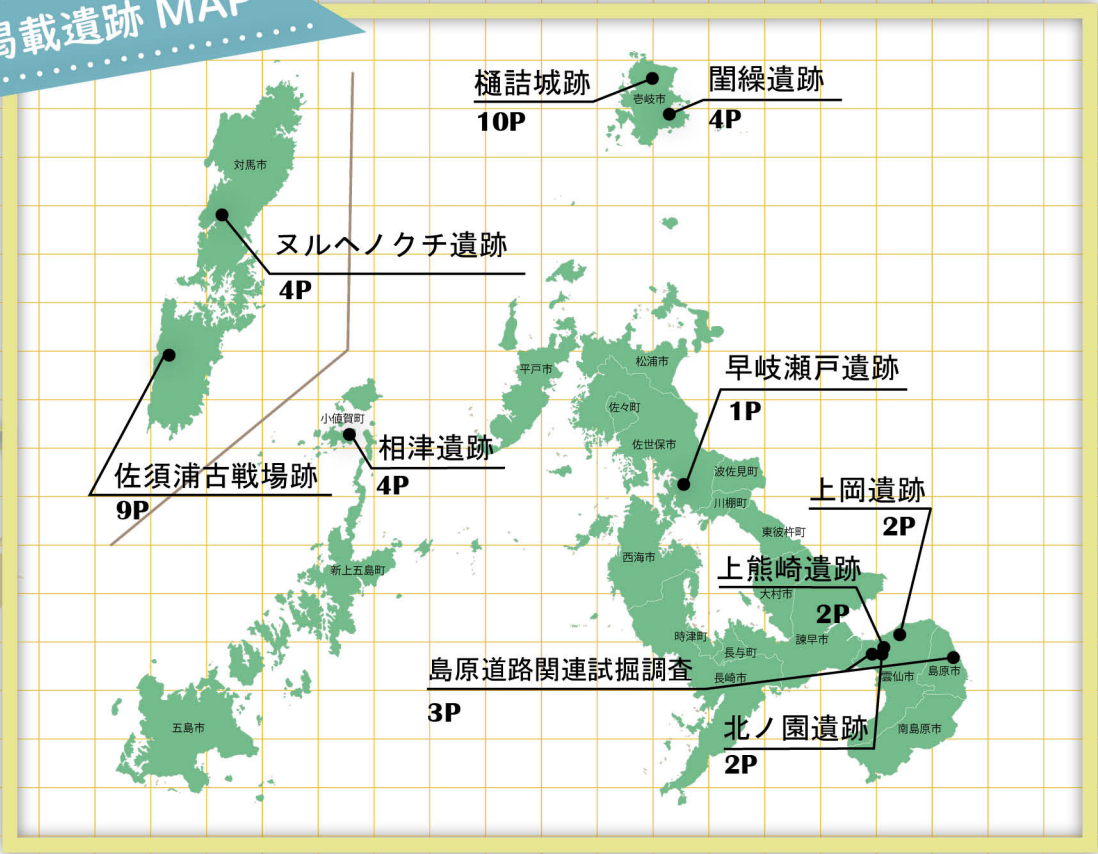 掲載遺跡 MAP
樋詰城跡
10P
閨繰遺跡
4P
壱岐市
対馬市
ヌルヘノクチ遺跡
4P
松浦市
平戸市
早岐瀬戸遺跡
1P
佐々町
小値賀町
佐世保市
相津遺跡
4P
波佐見町
佐須浦古戦場跡
9P
川棚町
上岡遺跡
2P
東彼杵町
西海市
新上五島町
上熊崎遺跡
2P
大村市
時津町
諫早市
長与町
島原道路関連試掘調査
3P
長崎市
雲仙市
島原市
五島市
北ノ園遺跡
2P
南島原市